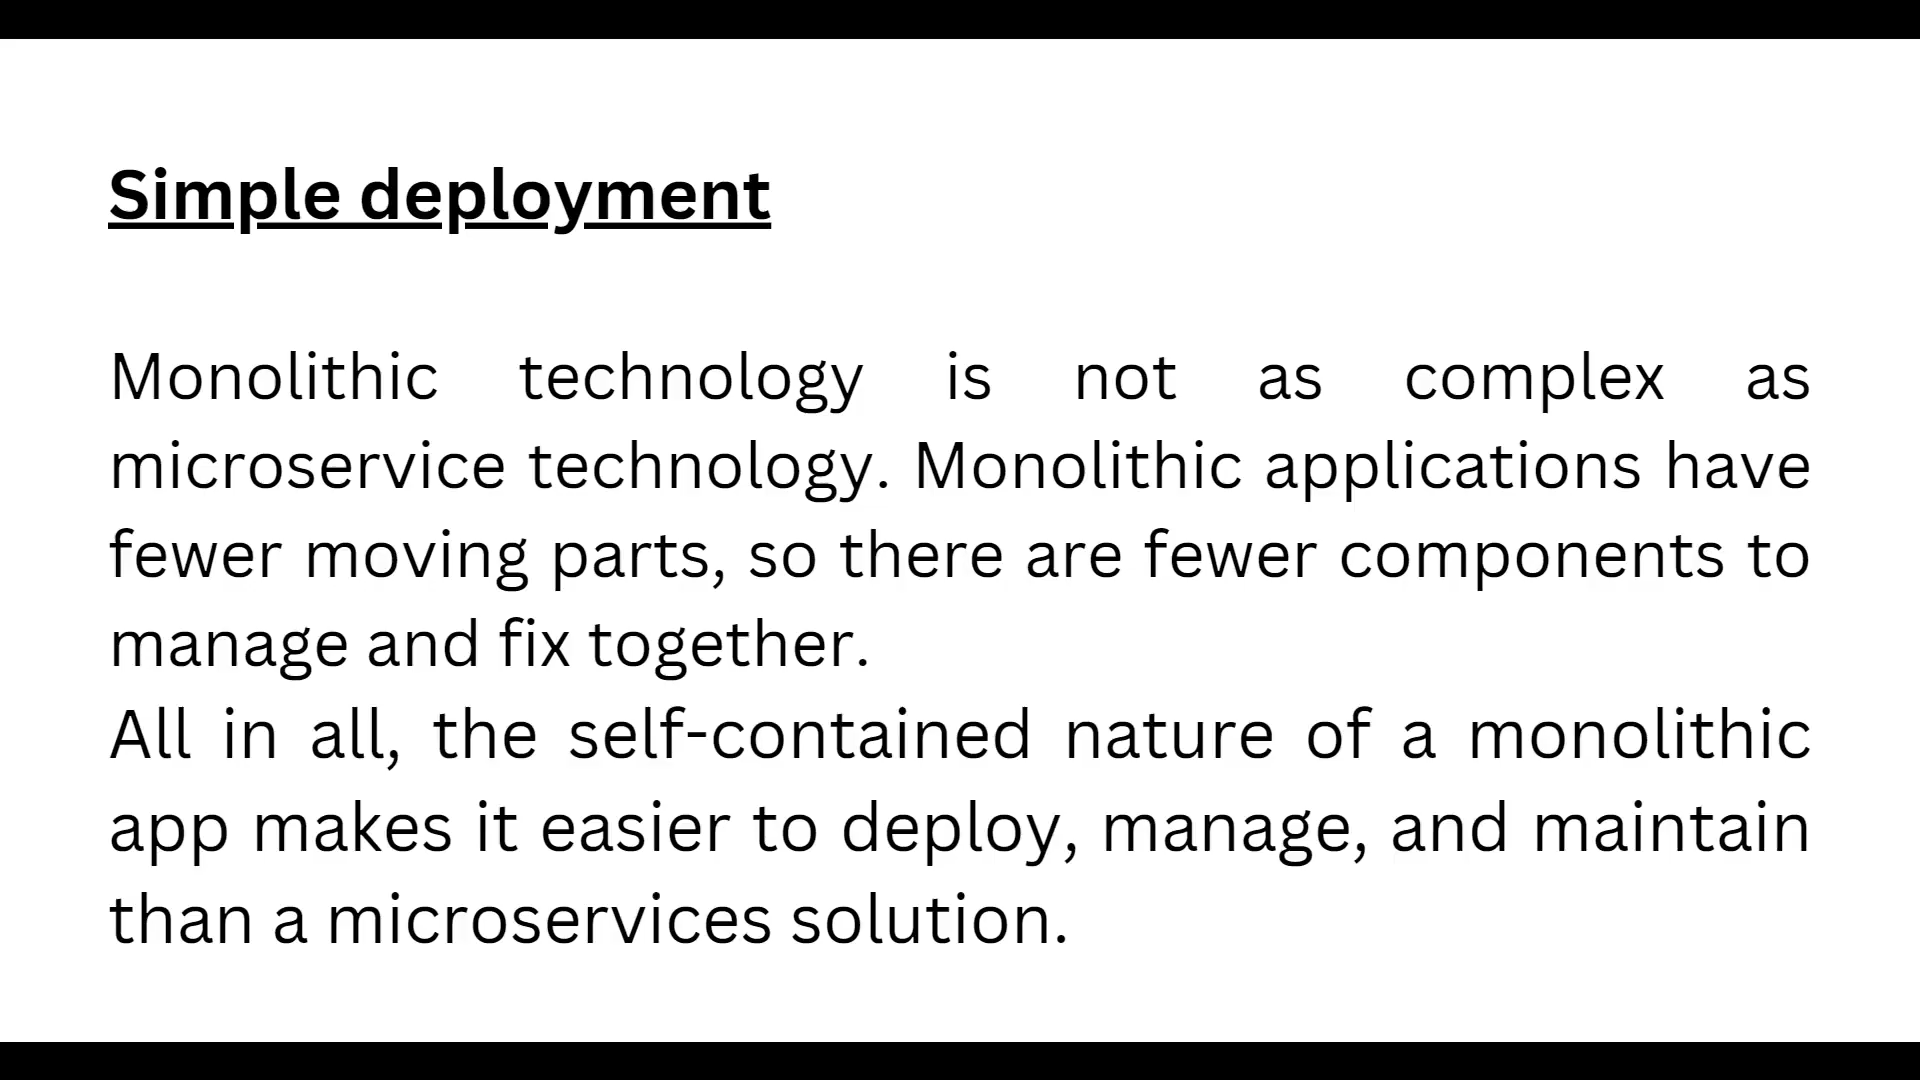 Simple deployment
Monolithic technology is not as complex as
microservice technology. Monolithic applications have
fewer moving parts, so there are fewer components to
manage and fix together.
All in all, the self-contained nature of a monolithic
app makes it easier to deploy, manage, and maintain
than a microservices solution.